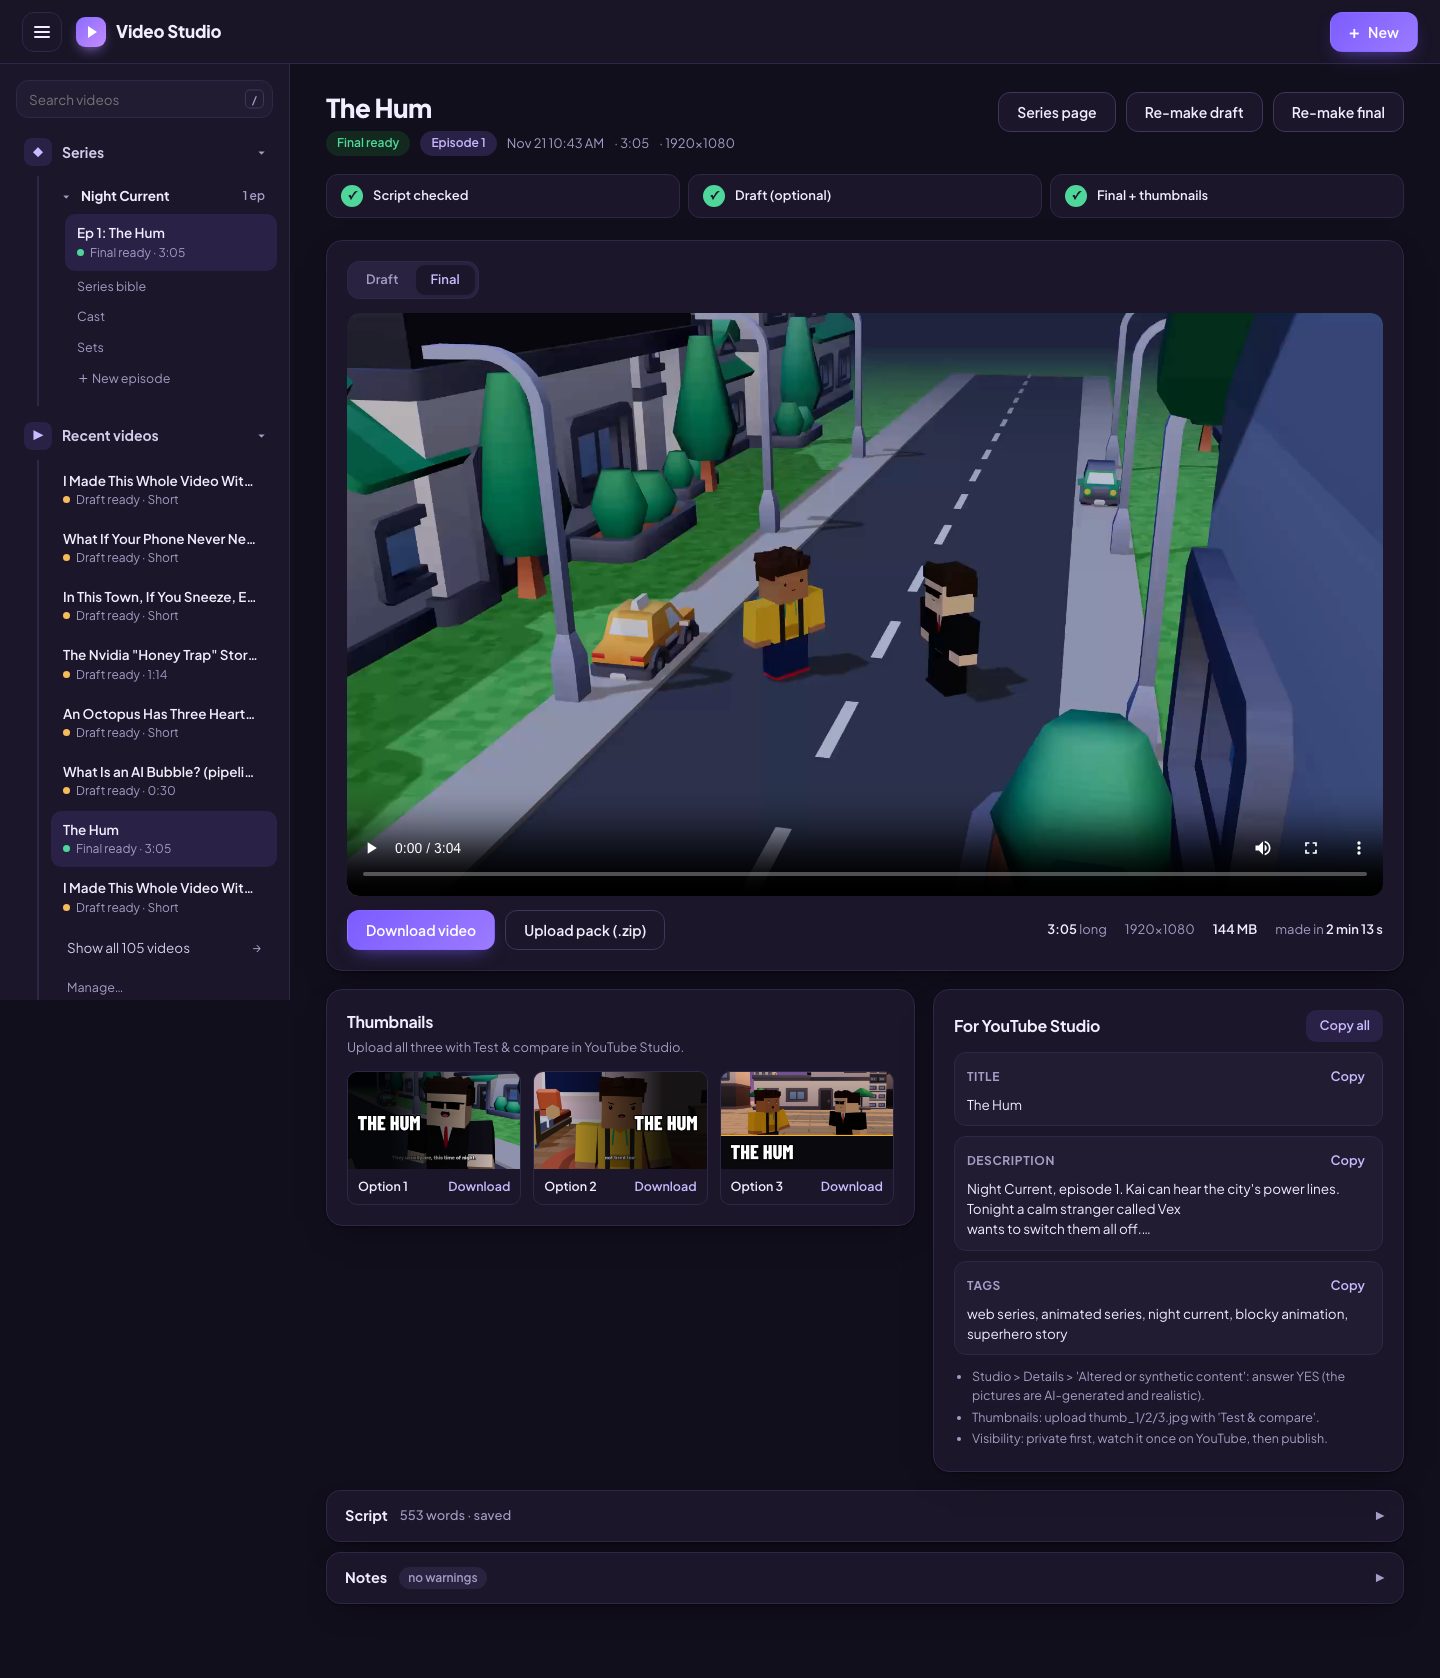 Video Studio
+ New
Search videos
/
Series
Night Current
1 ep
Ep 1: The Hum
Final ready · 3:05
Series bible
Cast
Sets
+ New episode
Recent videos
I Made This Whole Video Wit...
Draft ready · Short
What If Your Phone Never Ne...
Draft ready · Short
In This Town, If You Sneeze, E...
Draft ready · Short
The Nvidia "Honey Trap" Stor...
Draft ready · 1:14
An Octopus Has Three Heart...
Draft ready · Short
What Is an AI Bubble? (pipeli...
Draft ready · 0:30
The Hum
Final ready · 3:05
I Made This Whole Video Wit...
Draft ready · Short
Show all 105 videos →
Manage...
The Hum
Final ready
Episode 1
Nov 21 10:43 AM · 3:05 · 1920×1080
Series page
Re-make draft
Re-make final
Script checked
Draft (optional)
Final + thumbnails
Draft
Final
0:00 / 3:04
Download video
Upload pack (.zip)
3:05 long
1920×1080
144 MB
made in 2 min 13 s
Thumbnails
Upload all three with Test & compare in YouTube Studio.
THE HUM
this time of night
Option 1
Download
THE HUM
Option 2
Download
THE HUM
Option 3
Download
For YouTube Studio
Copy all
TITLE
Copy
The Hum
DESCRIPTION
Copy
Night Current, episode 1. Kai can hear the city's power lines.
Tonight a calm stranger called Vex
wants to switch them all off....
TAGS
Copy
web series, animated series, night current, blocky animation,
superhero story
• Studio > Details > 'Altered or synthetic content': answer YES (the
pictures are AI-generated and realistic).
• Thumbnails: upload thumb_1/2/3.jpg with 'Test & compare'.
• Visibility: private first, watch it once on YouTube, then publish.
Script
553 words · saved
Notes
no warnings